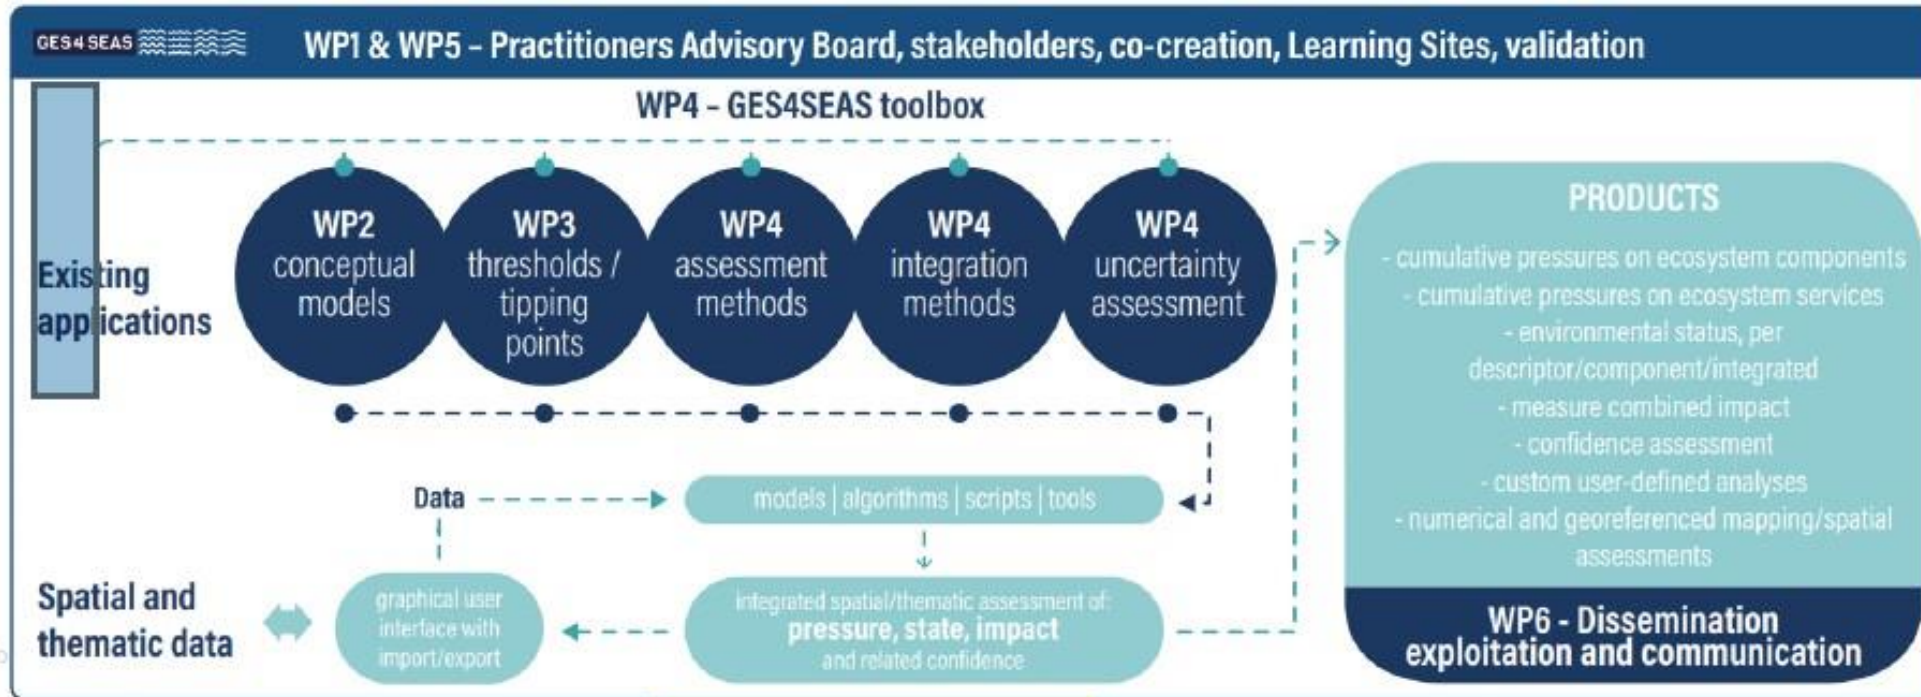 GES4SEAS
WP1 & WP5 – Practitioners Advisory Board, stakeholders, co-creation, Learning Sites, validation
WP4 – GES4SEAS toolbox
Existing
applications
WP2
conceptual
models
WP3
thresholds /
tipping
points
WP4
assessment
methods
WP4
integration
methods
WP4
uncertainty
assessment
Data
models | algorithms | scripts | tools
Spatial and
thematic data
graphical user
interface with
import/export
integrated spatial/thematic assessment of:
pressure, state, impact
and related confidence
PRODUCTS
- cumulative pressures on ecosystem components
- cumulative pressures on ecosystem services
- environmental status, per
descriptor/component/integrated
- measure combined impact
- confidence assessment
- custom user-defined analyses
- numerical and georeferenced mapping/spatial
assessments
WP6 - Dissemination
exploitation and communication